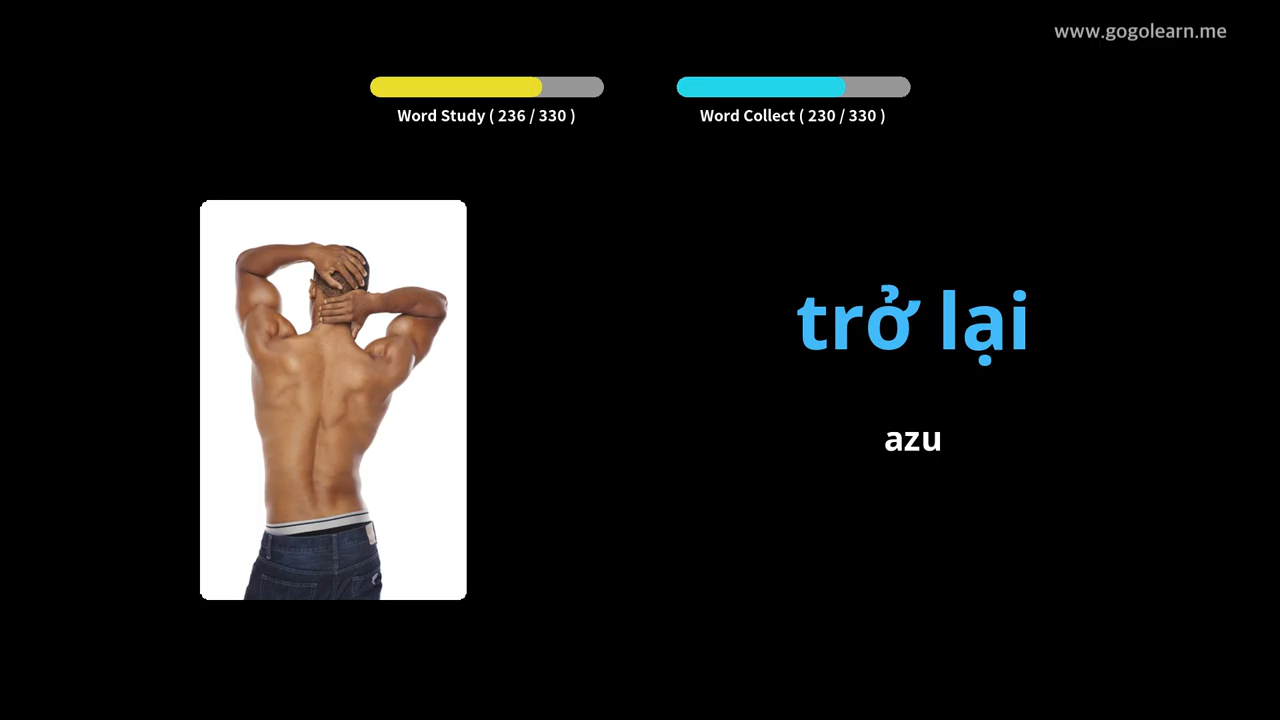 www.gogolearn.me
Word Study ( 236 / 330 )
Word Collect ( 230 / 330 )
trở lại
azu